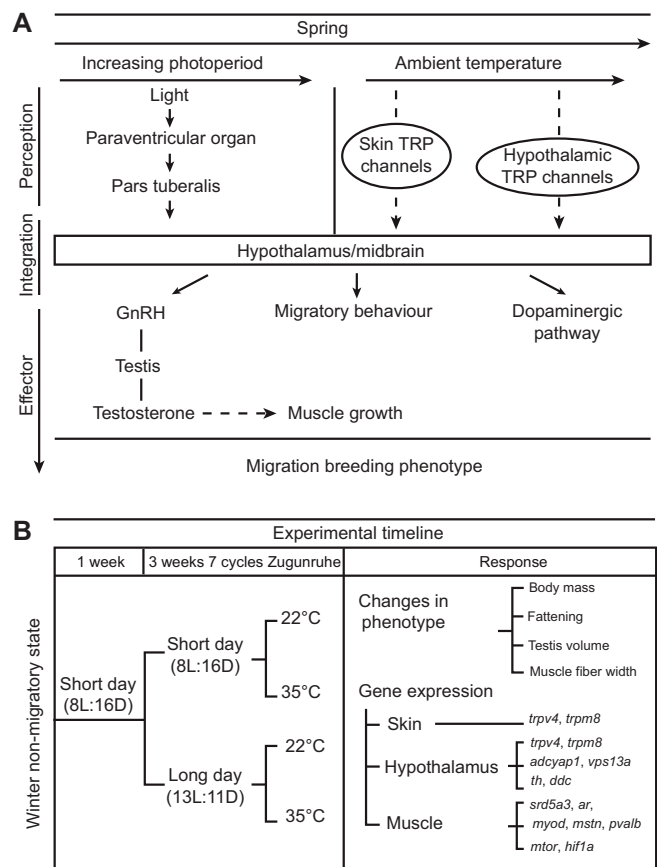 A
Spring
Increasing photoperiod
Ambient temperature
Perception
Light
Paraventricular organ
Pars tuberalis
Skin TRP
channels
Hypothalamic
TRP channels
Integration
Hypothalamus/midbrain
Effector
GnRH
Migratory behaviour
Dopaminergic
pathway
Testis
Testosterone
Muscle growth
Migration breeding phenotype
B
Experimental timeline
1 week
3 weeks 7 cycles Zugunruhe
Response
Winter non-migratory state
Short day
(8L:16D)
Short day
(8L:16D)
22°C
35°C
Long day
(13L:11D)
22°C
35°C
Changes in
phenotype
Body mass
Fattening
Testis volume
Muscle fiber width
Gene expression
Skin
trpv4, trpm8
Hypothalamus
trpv4, trpm8
adcyap1, vps13a
th, ddc
Muscle
srd5a3, ar,
myod, mstn, pvalb
mtor, hif1a